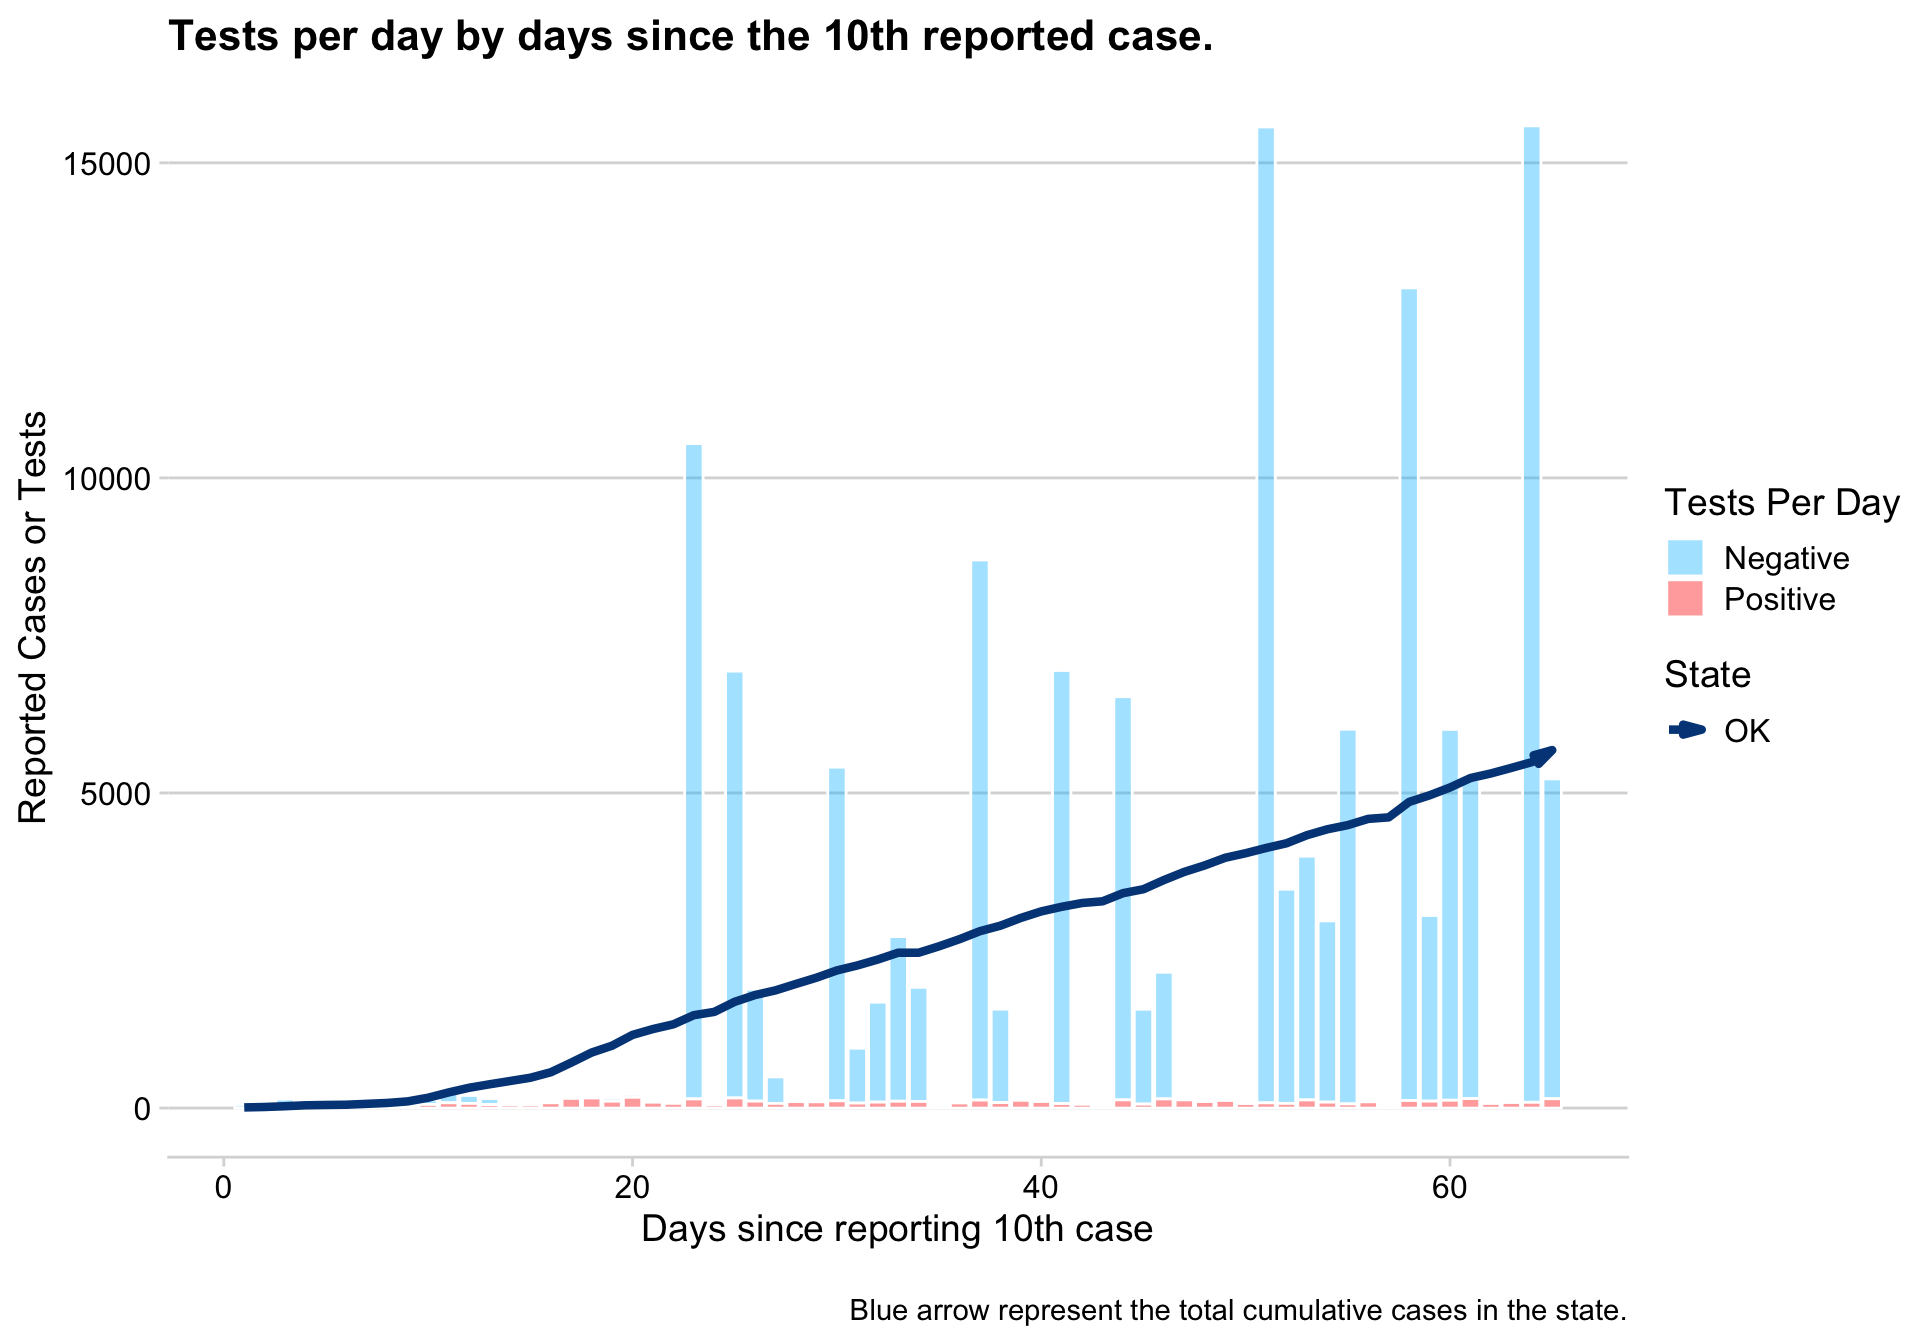 Tests per day by days since the 10th reported case.
15000
10000
5000
0
Reported Cases or Tests
0 20 40 60
Days since reporting 10th case
Tests Per Day
Negative
Positive
State
OK
Blue arrow represent the total cumulative cases in the state.